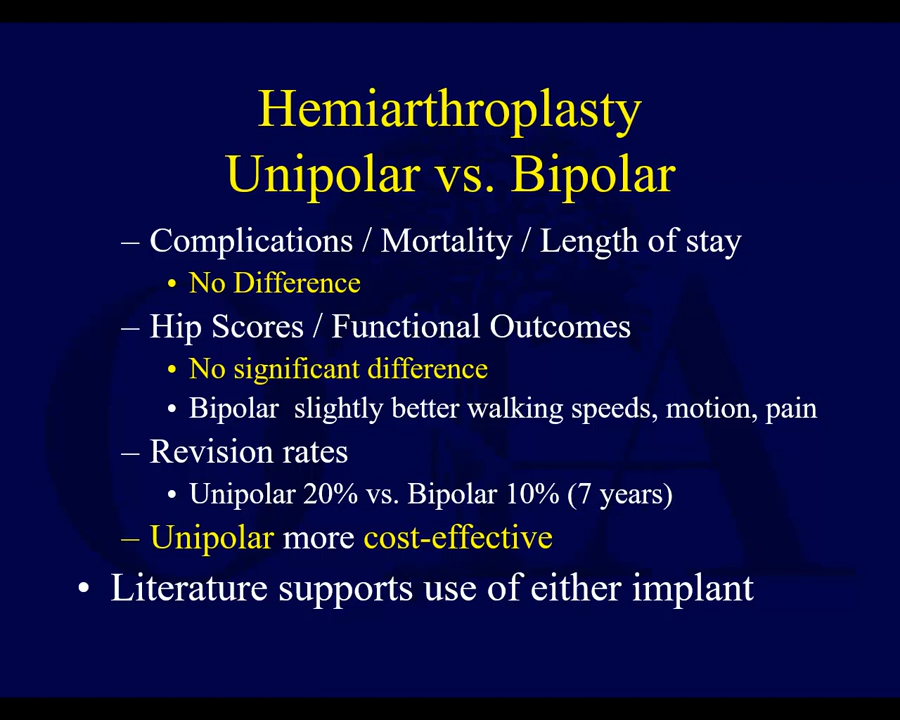 Hemiarthroplasty
Unipolar vs. Bipolar
– Complications / Mortality / Length of stay
• No Difference
– Hip Scores / Functional Outcomes
• No significant difference
• Bipolar slightly better walking speeds, motion, pain
– Revision rates
• Unipolar 20% vs. Bipolar 10% (7 years)
– Unipolar more cost-effective
• Literature supports use of either implant
OTA